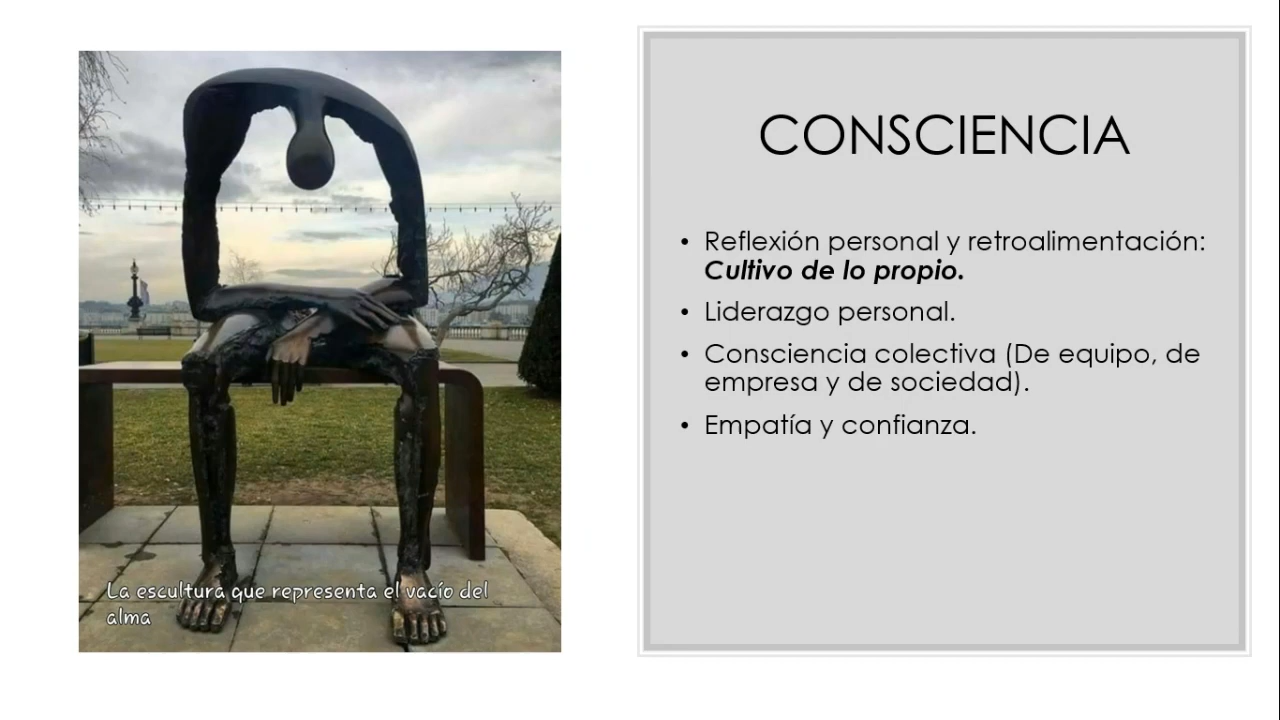 CONSCIENCIA
• Reflexión personal y retroalimentación:
Cultivo de lo propio.
• Liderazgo personal.
• Consciencia colectiva (De equipo, de
empresa y de sociedad).
• Empatía y confianza.
La escultura que representa el vacío del
alma